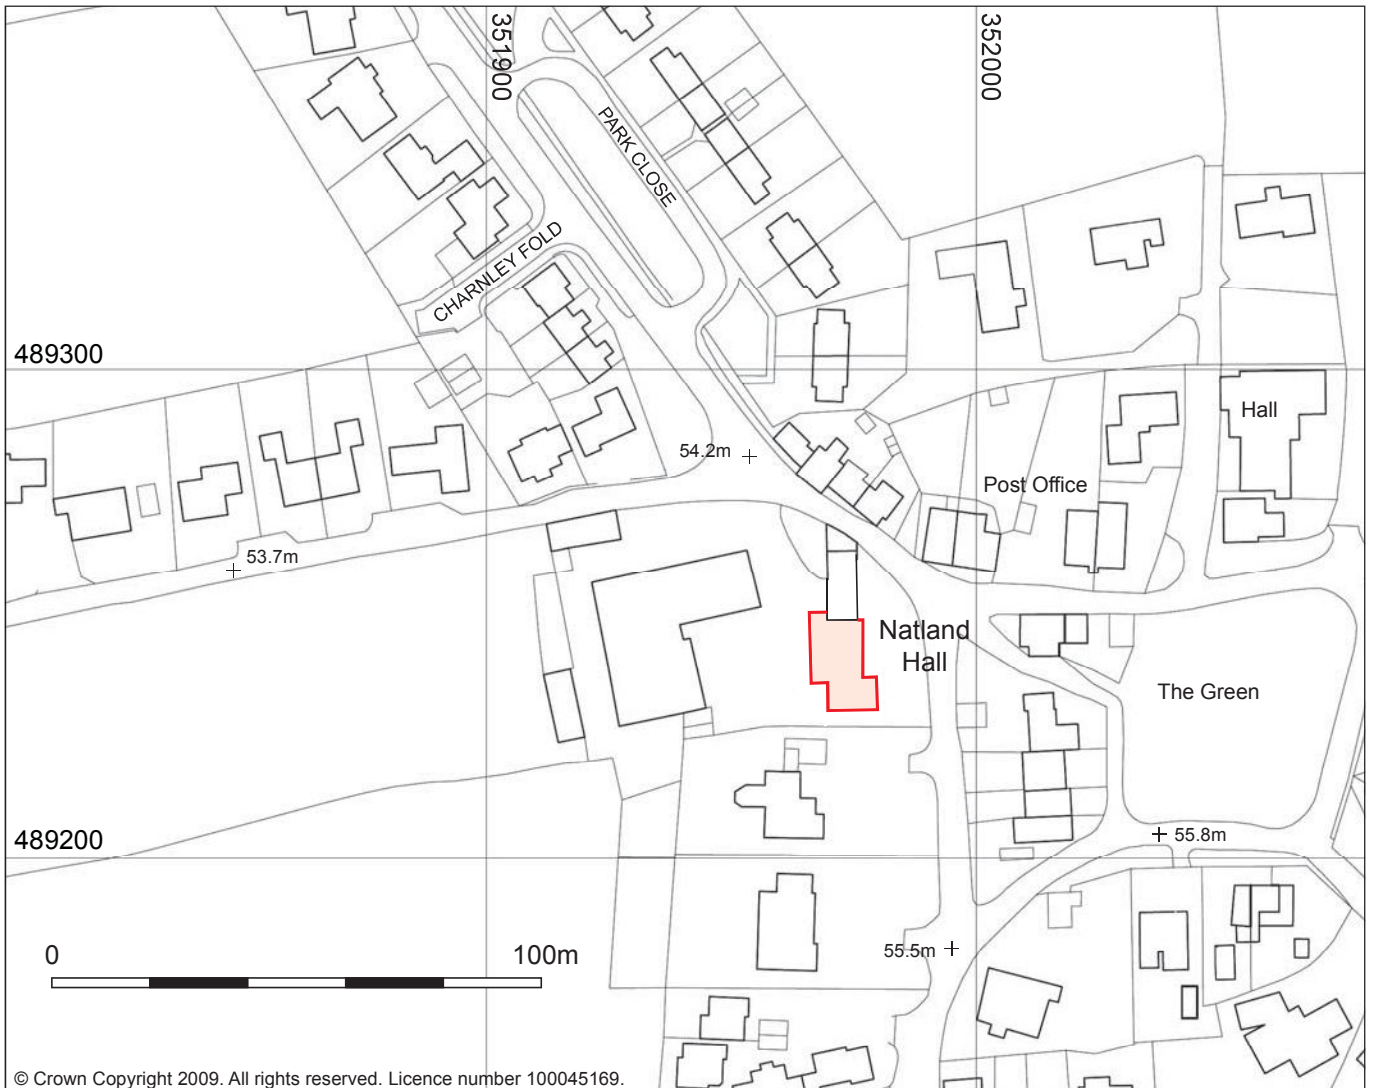 351900
352000
PARK CLOSE
CHARNLEY FOLD
489300
Hall
54.2m
Post Office
53.7m
Natland
Hall
The Green
55.8m
489200
55.5m
0
100m
© Crown Copyright 2009. All rights reserved. Licence number 100045169.